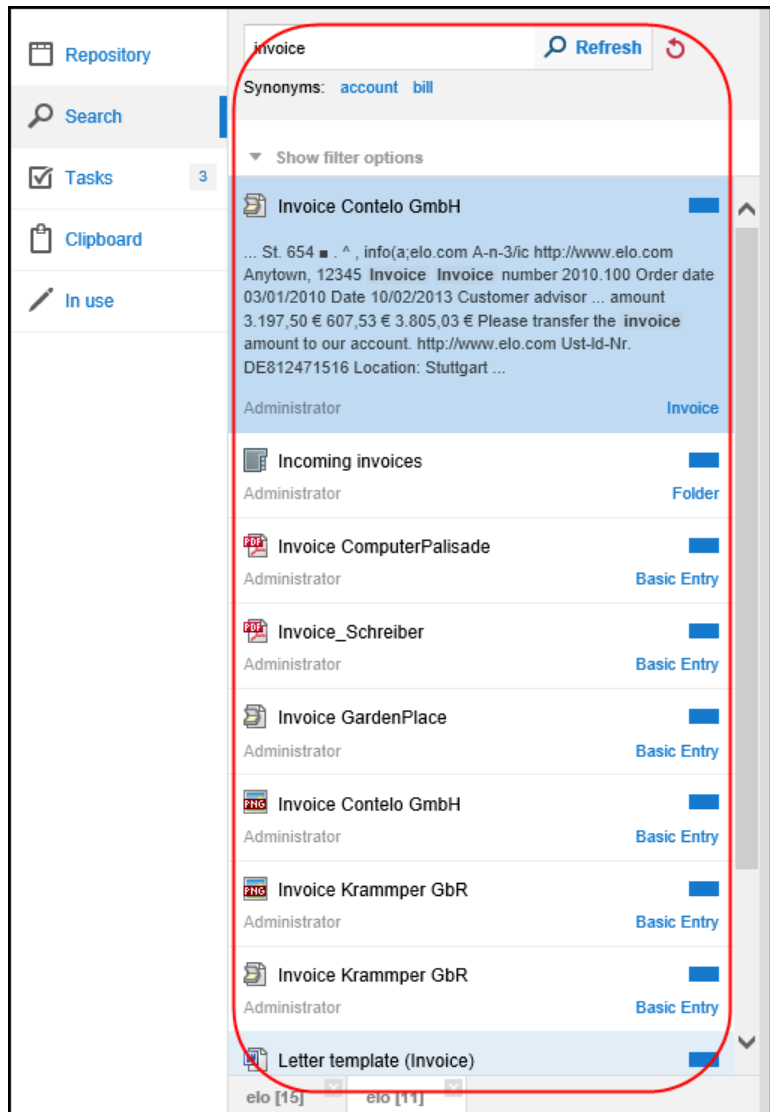 Repository
Search
Tasks 3
Clipboard
In use
invoice
Refresh
Synonyms: account bill
Show filter options
Invoice Contelo GmbH
... St. 654 ■ . ^ , info(a;elo.com A-n-3/ic http://www.elo.com
Anytown, 12345 Invoice Invoice number 2010.100 Order date
03/01/2010 Date 10/02/2013 Customer advisor ... amount
3.197,50 € 607,53 € 3.805,03 € Please transfer the invoice
amount to our account. http://www.elo.com Ust-Id-Nr.
DE812471516 Location: Stuttgart ...
Administrator Invoice
Incoming invoices
Administrator Folder
PDF Invoice ComputerPalisade
Administrator Basic Entry
PDF Invoice_Schreiber
Administrator Basic Entry
Invoice GardenPlace
Administrator Basic Entry
PNG Invoice Contelo GmbH
Administrator Basic Entry
PNG Invoice Krammper GbR
Administrator Basic Entry
Invoice Krammper GbR
Administrator Basic Entry
W Letter template (Invoice)
elo [15] elo [11]